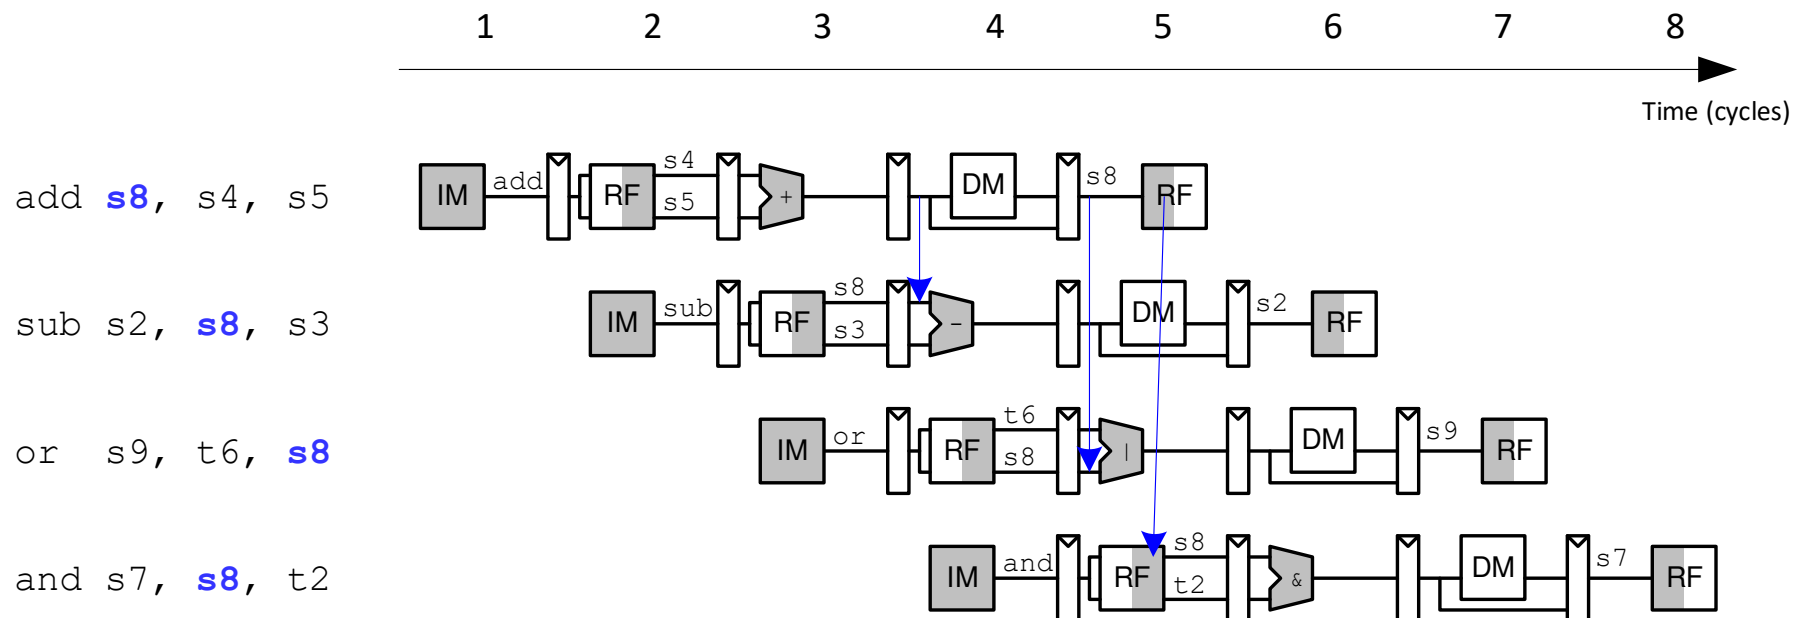 1 2 3 4 5 6 7 8
Time (cycles)
add s8, s4, s5
IM add RF s4 s5 + DM s8 RF
sub s2, s8, s3
IM sub RF s8 s3 - DM s2 RF
or s9, t6, s8
IM or RF t6 s8 | DM s9 RF
and s7, s8, t2
IM and RF s8 t2 & DM s7 RF